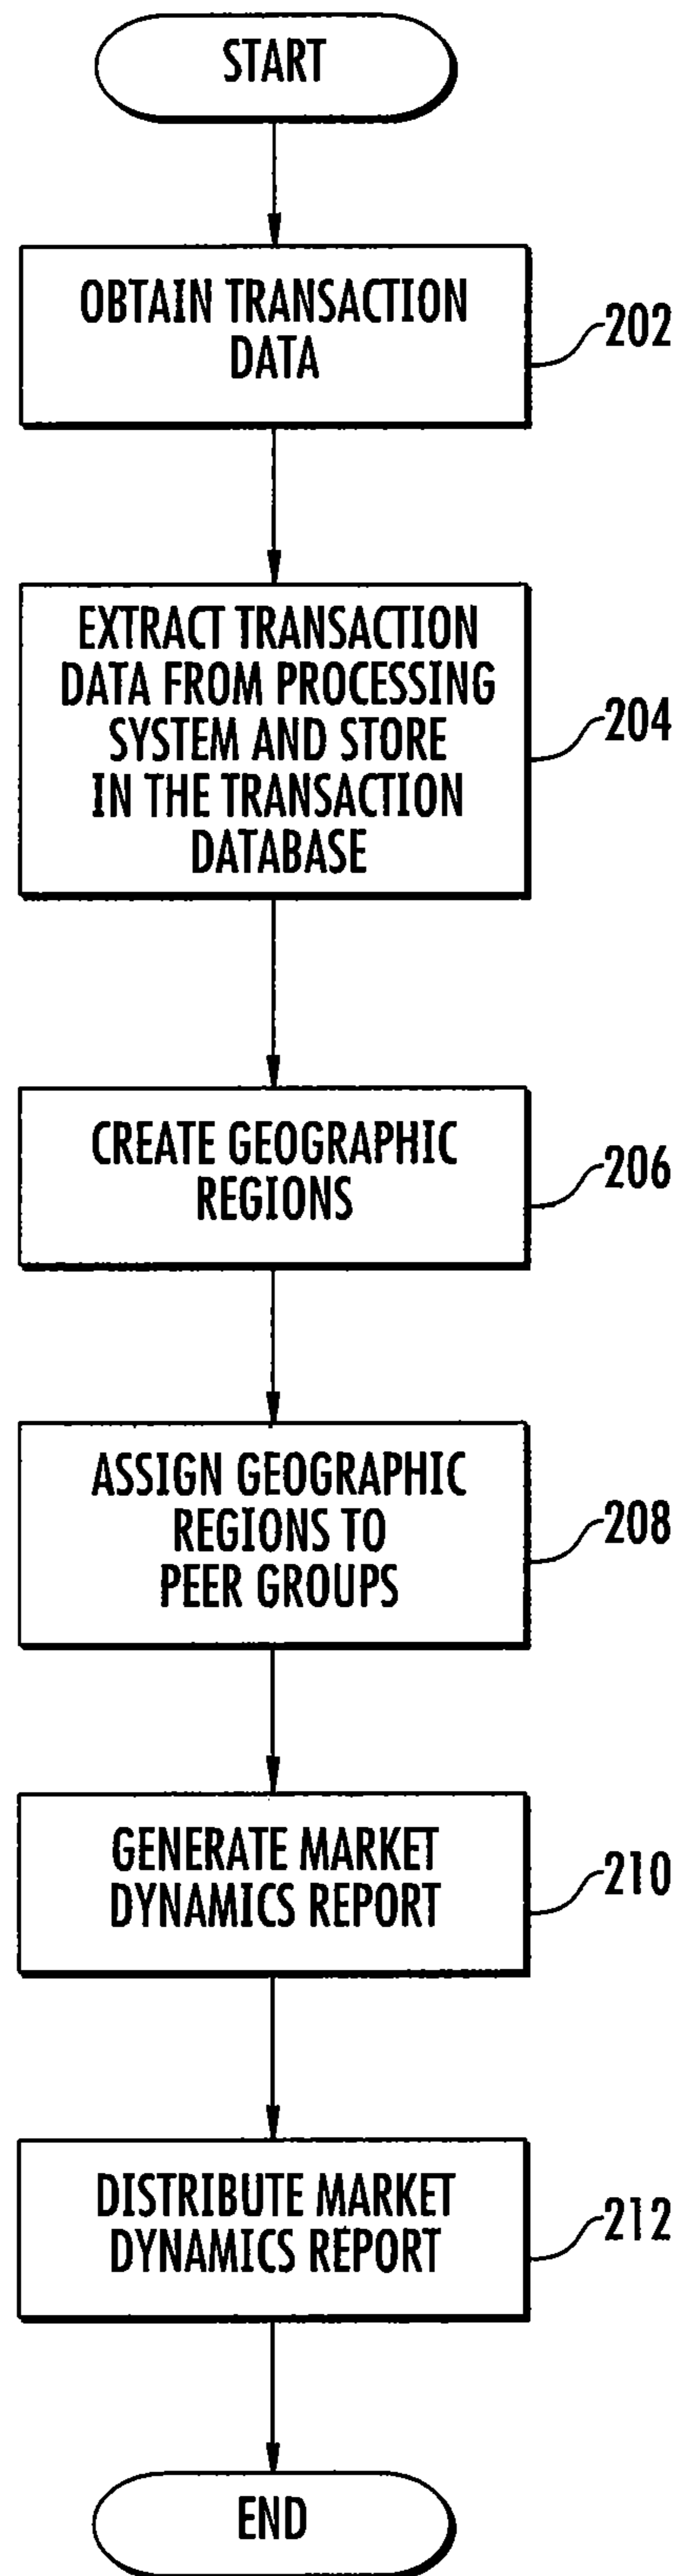 START
OBTAIN TRANSACTION
DATA
202
EXTRACT TRANSACTION
DATA FROM PROCESSING
SYSTEM AND STORE
IN THE TRANSACTION
DATABASE
204
CREATE GEOGRAPHIC
REGIONS
206
ASSIGN GEOGRAPHIC
REGIONS TO
PEER GROUPS
208
GENERATE MARKET
DYNAMICS REPORT
210
DISTRIBUTE MARKET
DYNAMICS REPORT
212
END